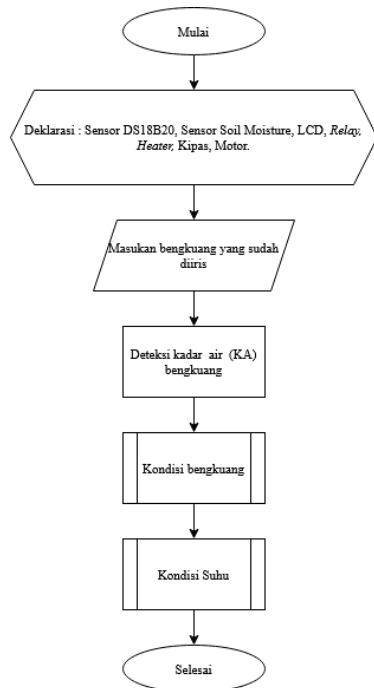 Mulai
Deklarasi : Sensor DS18B20, Sensor Soil Moisture, LCD, Relay,
Heater, Kipas, Motor.
Masukan bengkuang yang sudah
diiris
Deteksi kadar air (KA)
bengkuang
Kondisi bengkuang
Kondisi Suhu
Selesai